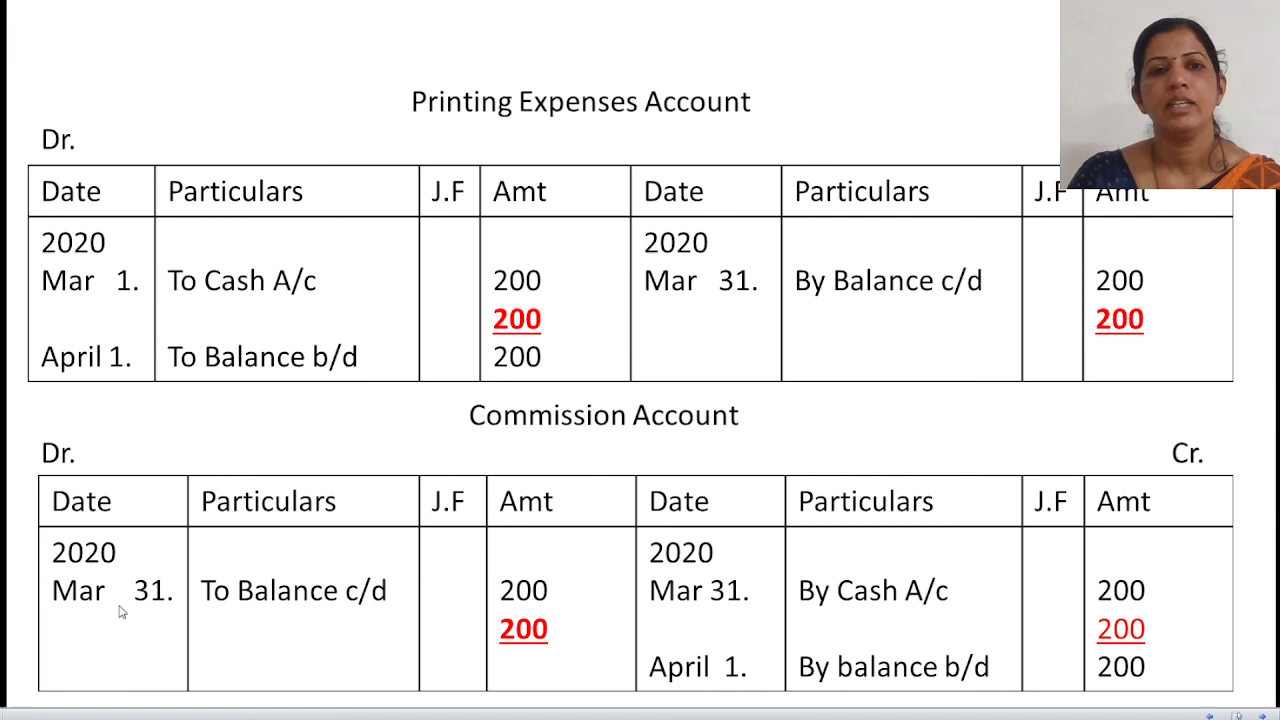 Printing Expenses Account
Dr.
Date Particulars J.F Amt Date Particulars J.F Amt
2020 2020
Mar 1. To Cash A/c 200 Mar 31. By Balance c/d 200
200 200
April 1. To Balance b/d 200
Commission Account
Dr. Cr.
Date Particulars J.F Amt Date Particulars J.F Amt
2020 2020
Mar 31. To Balance c/d 200 Mar 31. By Cash A/c 200
200 200
April 1. By balance b/d 200